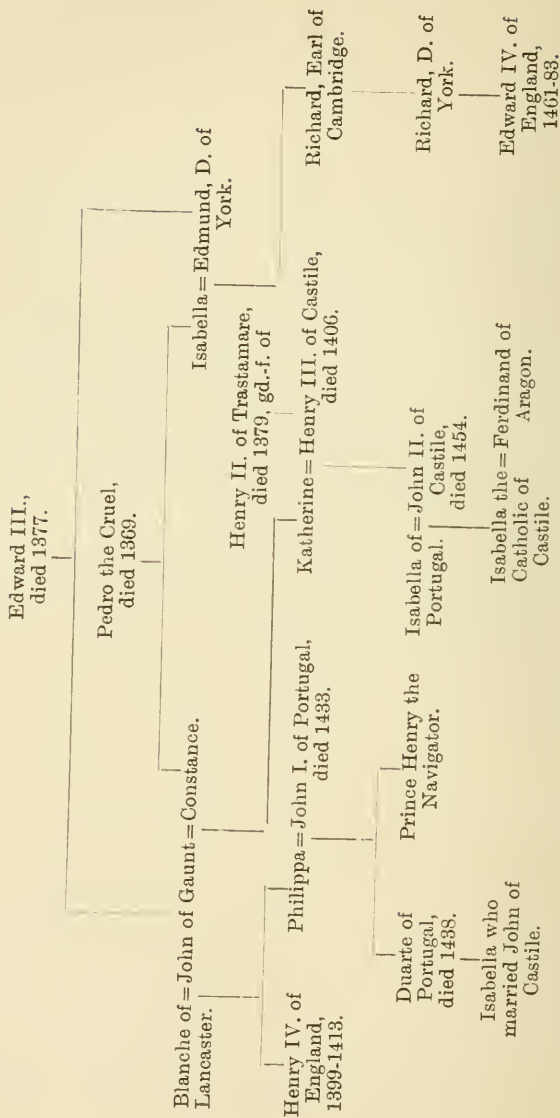 Edward III.,
died 1377.
Pedro the Cruel,
died 1369.
Blanche of = John of Gaunt = Constance.
Lancaster.
Isabella = Edmund, D. of
York.
Henry II. of Trastamare,
died 1379, gd.-f. of
Henry IV. of
England,
1399-1413.
Philippa = John I. of Portugal,
died 1433.
Katherine = Henry III. of Castile,
died 1406.
Richard, Earl of
Cambridge.
Duarte of
Portugal,
died 1438.
Prince Henry the
Navigator.
Isabella of = John II. of
Portugal. Castile,
died 1454.
Richard, D. of
York.
Isabella who
married John of
Castile.
Isabella the = Ferdinand of
Catholic of Aragon.
Castile.
Edward IV. of
England,
1461-83.